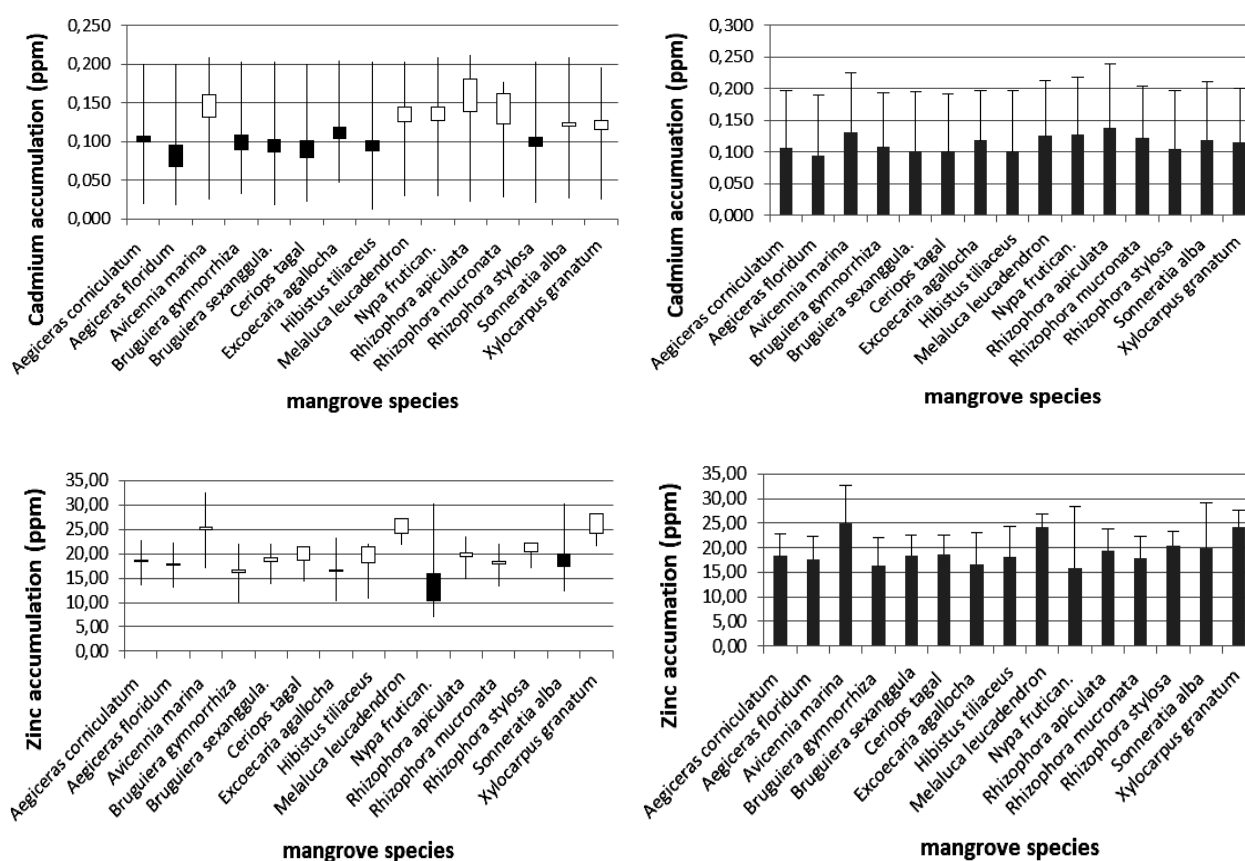 Cadmium accumulation (ppm)
0,250
0,200
0,150
0,100
0,050
0,000
Aegiceras corniculatum
Aegiceras floridum
Avicennia marina
Bruguiera gymnorrhiza
Bruguiera sexanggula.
Ceriops tagal
Excoecaria agallocha
Hibistus tiliaceus
Melaluca leucadendron
Nypa frutican.
Rhizophora apiculata
Rhizophora mucronata
Rhizophora stylosa
Sonneratia alba
Xylocarpus granatum
mangrove species
Cadmium accumuation (ppm)
0,300
0,250
0,200
0,150
0,100
0,050
0,000
Aegiceras corniculatum
Aegiceras floridum
Avicennia marina
Bruguiera gymnorrhiza
Bruguiera sexanggula.
Ceriops tagal
Excoecaria agallocha
Hibistus tiliaceus
Melaluca leucadendron
Nypa frutican.
Rhizophora apiculata
Rhizophora mucronata
Rhizophora stylosa
Sonneratia alba
Xylocarpus granatum
mangrove species
Zinc accumulation (ppm)
35,00
30,00
25,00
20,00
15,00
10,00
5,00
0,00
Aegiceras corniculatum
Aegiceras floridum
Avicennia marina
Bruguiera gymnorrhiza
Bruguiera sexanggula.
Ceriops tagal
Excoecaria agallocha
Hibistus tiliaceus
Melaluca leucadendron
Nypa frutican.
Rhizophora apiculata
Rhizophora mucronata
Rhizophora stylosa
Sonneratia alba
Xylocarpus granatum
mangrove species
Zinc accumation (ppm)
35,00
30,00
25,00
20,00
15,00
10,00
5,00
0,00
Aegiceras corniculatum
Aegiceras floridum
Avicennia marina
Bruguiera gymnorrhiza
Bruguiera sexanggula
Ceriops tagal
Excoecaria agallocha
Hibistus tiliaceus
Melaluca leucadendron
Nypa frutican.
Rhizophora apiculata
Rhizophora mucronata
Rhizophora stylosa
Sonneratia alba
Xylocarpus granatum
mangrove species